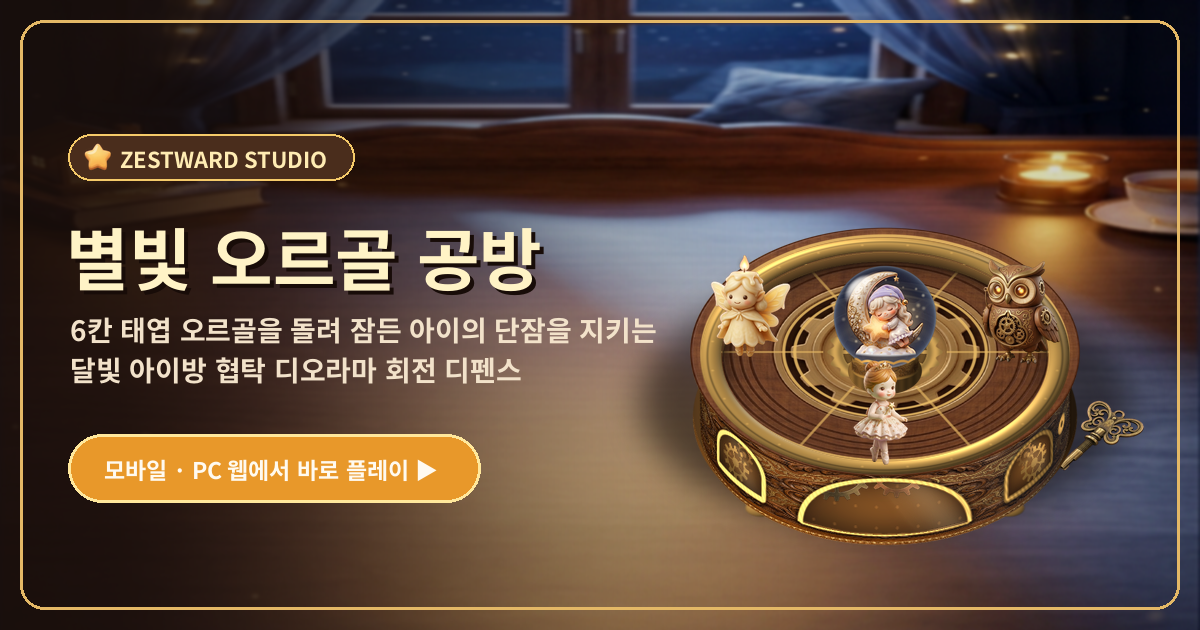 ZESTWARD STUDIO
별빛 오르골 공방
6칸 태엽 오르골을 돌려 잠든 아이의 단잠을 지키는
달빛 아이방 협탁 디오라마 회전 디펜스
모바일 · PC 웹에서 바로 플레이 ▶